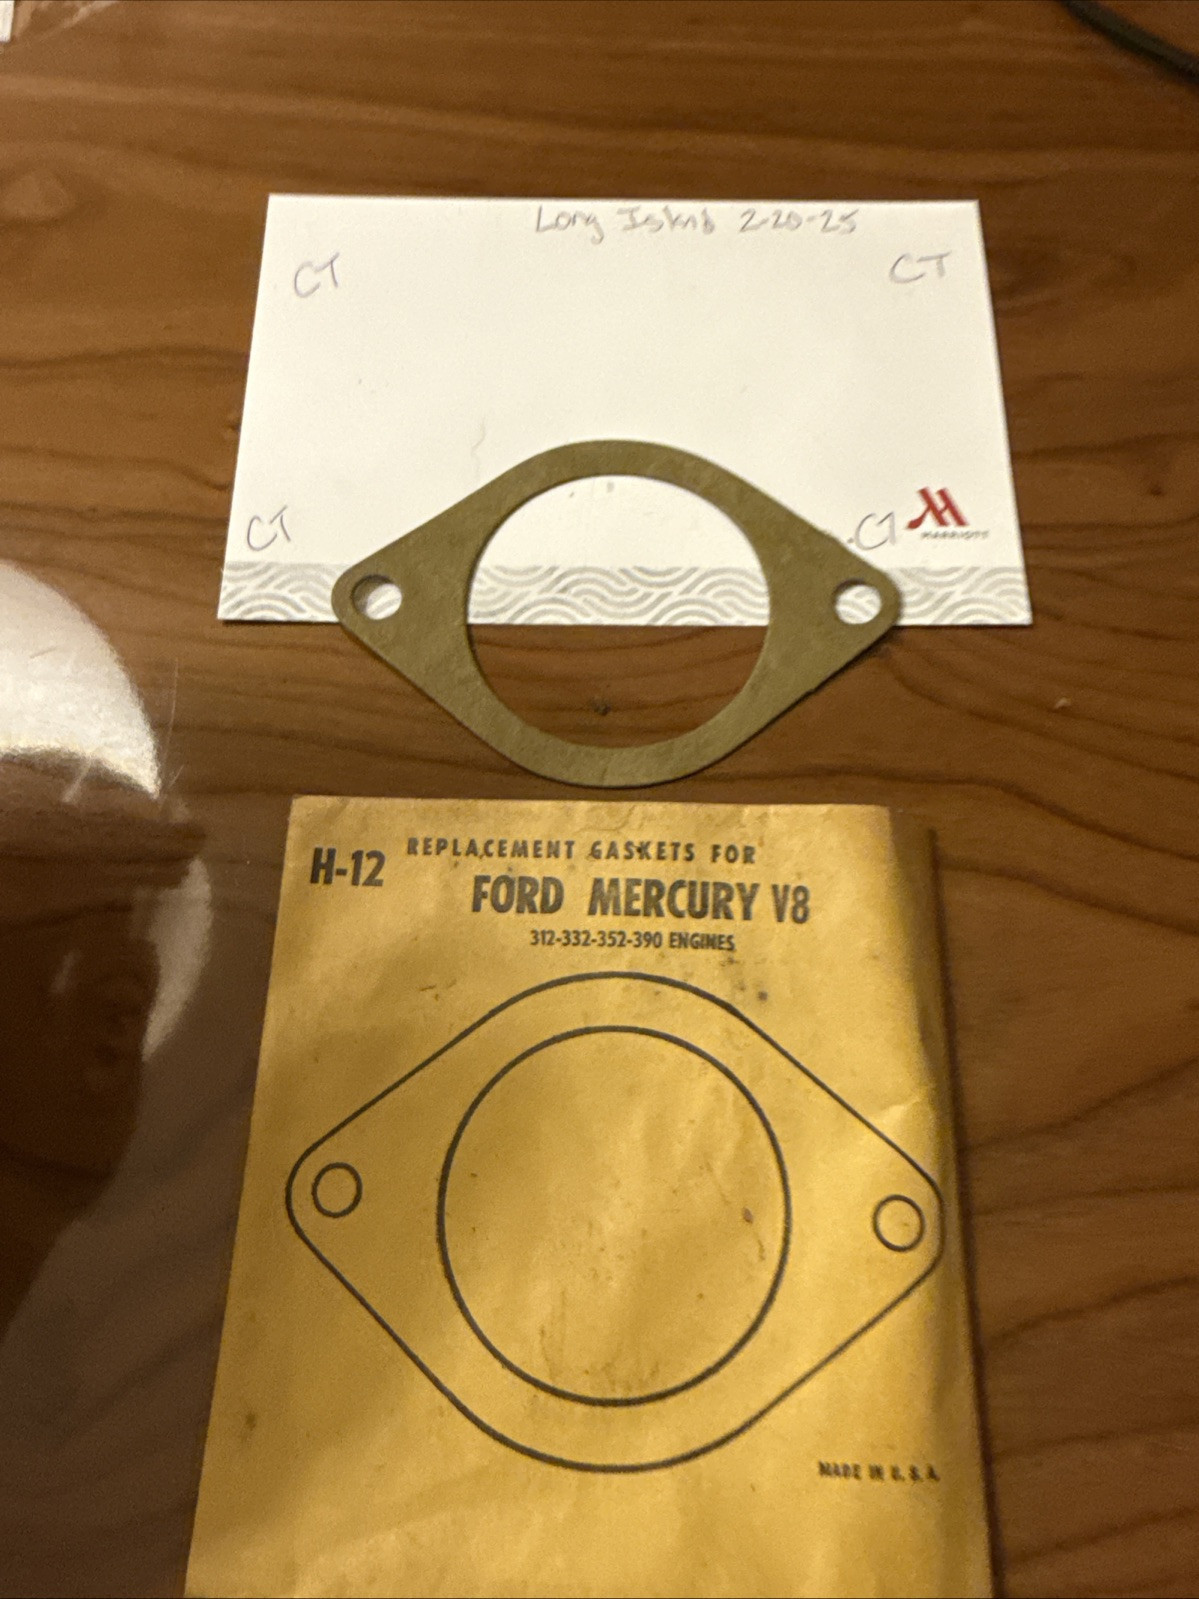 Long Island 2-20-25
CT
CT
CT
CT
MARRIOTT
H-12
REPLACEMENT GASKETS FOR
FORD MERCURY V8
312-332-352-390 ENGINES
MADE IN U.S.A.